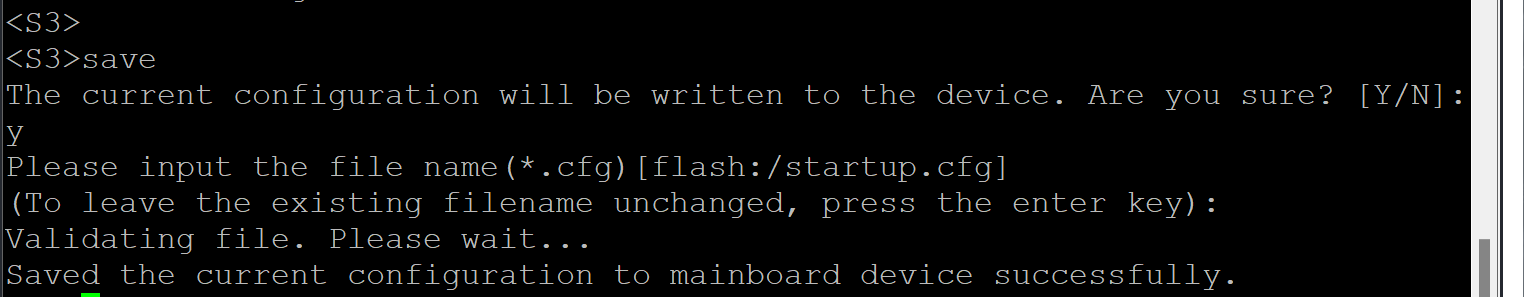 <S3>
<S3>save
The current configuration will be written to the device. Are you sure? [Y/N]:
y
Please input the file name(*.cfg)[flash:/startup.cfg]
(To leave the existing filename unchanged, press the enter key):
Validating file. Please wait...
Saved the current configuration to mainboard device successfully.